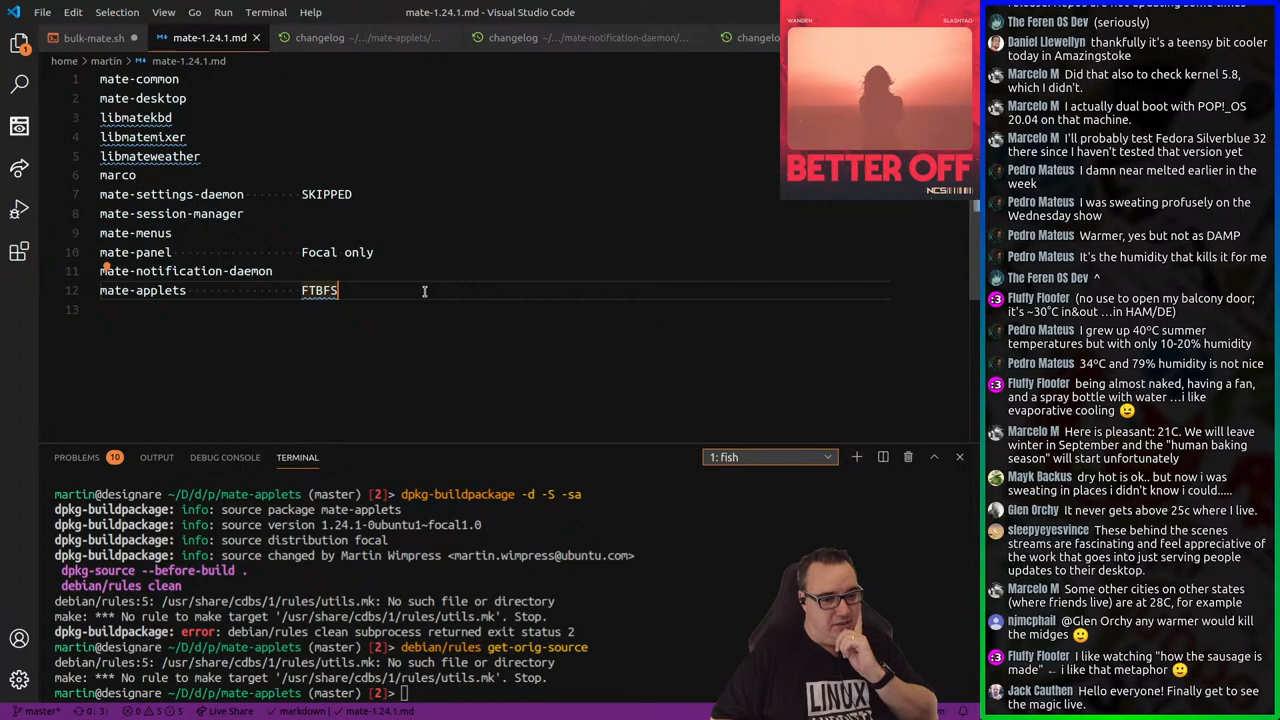 File Edit Selection View Go Run Terminal Help
mate-1.24.1.md - Visual Studio Code
bulk-mate.sh
mate-1.24.1.md
changelog ~/.../mate-applets/...
changelog ~/.../mate-notification-daemon/...
changelog
home > martin > mate-1.24.1.md
1 mate-common
2 mate-desktop
3 libmatekbd
4 libmatemixer
5 libmateweather
6 marco
7 mate-settings-daemon SKIPPED
8 mate-session-manager
9 mate-menus
10 mate-panel Focal only
11 mate-notification-daemon
12 mate-applets FTBFS
13
PROBLEMS 10 OUTPUT DEBUG CONSOLE TERMINAL
1: fish
martin@designare ~/D/d/p/mate-applets (master) [2]> dpkg-buildpackage -d -S -sa
dpkg-buildpackage: info: source package mate-applets
dpkg-buildpackage: info: source version 1.24.1-0ubuntu1~focal1.0
dpkg-buildpackage: info: source distribution focal
dpkg-buildpackage: info: source changed by Martin Wimpress <martin.wimpress@ubuntu.com>
dpkg-source --before-build .
debian/rules clean
debian/rules:5: /usr/share/cdbs/1/rules/utils.mk: No such file or directory
make: *** No rule to make target '/usr/share/cdbs/1/rules/utils.mk'. Stop.
dpkg-buildpackage: error: debian/rules clean subprocess returned exit status 2
martin@designare ~/D/d/p/mate-applets (master) [2]> debian/rules get-orig-source
debian/rules:5: /usr/share/cdbs/1/rules/utils.mk: No such file or directory
make: *** No rule to make target '/usr/share/cdbs/1/rules/utils.mk'. Stop.
martin@designare ~/D/d/p/mate-applets (master) [2]>
master* 0↓ 3↑ 0 5 5 Live Share markdown | mate-1.24.1.md
WANDEN
SLASHTAG
BETTER OFF
NCS
LINUX
The Feren OS Dev (seriously)
Daniel Llewellyn thankfully it's a teensy bit cooler
today in Amazingstoke
Marcelo M Did that also to check kernel 5.8,
which I didn't.
Marcelo M I actually dual boot with POP!_OS
20.04 on that machine.
Marcelo M I'll probably test Fedora Silverblue 32
there since I haven't tested that version yet
Pedro Mateus I damn near melted earlier in the
week
Pedro Mateus I was sweating profusely on the
Wednesday show
Pedro Mateus Warmer, yes but not as DAMP
Pedro Mateus It's the humidity that kills it for me
The Feren OS Dev ^
Fluffy Floofer (no use to open my balcony door;
it's ~30°C in&out …in HAM/DE)
Pedro Mateus I grew up 40ºC summer
temperatures but with only 10-20% humidity
Pedro Mateus 34ºC and 79% humidity is not nice
Fluffy Floofer being almost naked, having a fan,
and a spray bottle with water …i like
evaporative cooling 😉
Marcelo M Here is pleasant: 21C. We will leave
winter in September and the "human baking
season" will start unfortunately
Mayk Backus dry hot is ok.. but now i was
sweating in places i didn't know i could.....
Glen Orchy It never gets above 25c where I live.
sleepyeyesvince These behind the scenes
streams are fascinating and feel appreciative of
the work that goes into just serving people
updates to their desktop.
Marcelo M Some other cities on other states
(where friends live) are at 28C, for example
njmcphail @Glen Orchy any warmer would kill
the midges 🙂
Fluffy Floofer I like watching "how the sausage is
made" ← i like that metaphor 🙂
Jack Cauthen Hello everyone! Finally get to see
the magic live.